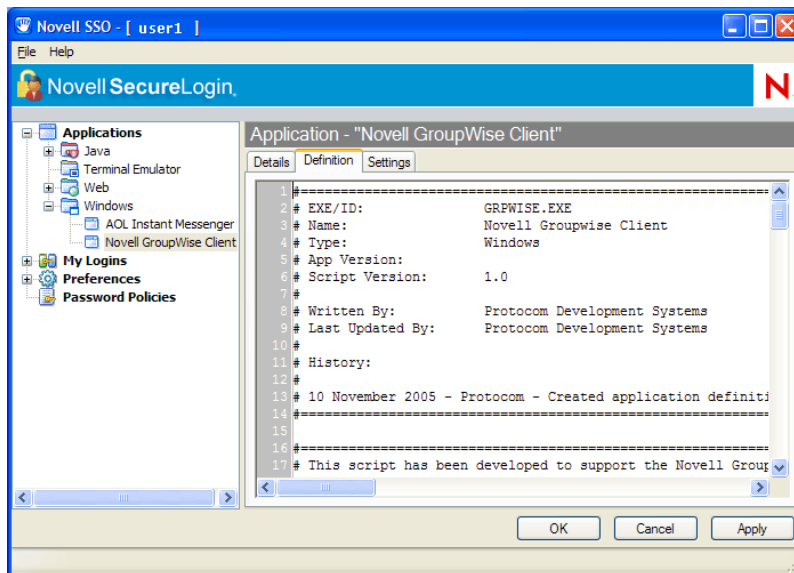 Novell SSO - [ user1 ]
File Help
Novell SecureLogin
N
Applications
Java
Terminal Emulator
Web
Windows
AOL Instant Messenger
Novell GroupWise Client
My Logins
Preferences
Password Policies
Application - "Novell GroupWise Client"
Details Definition Settings
1 #==========================================================
2 # EXE/ID: GRPWISE.EXE
3 # Name: Novell Groupwise Client
4 # Type: Windows
5 # App Version:
6 # Script Version: 1.0
7 #
8 # Written By: Protocom Development Systems
9 # Last Updated By: Protocom Development Systems
10 #
11 # History:
12 #
13 # 10 November 2005 - Protocom - Created application definiti
14 #==========================================================
15
16 #==========================================================
17 # This script has been developed to support the Novell Group
OK Cancel Apply